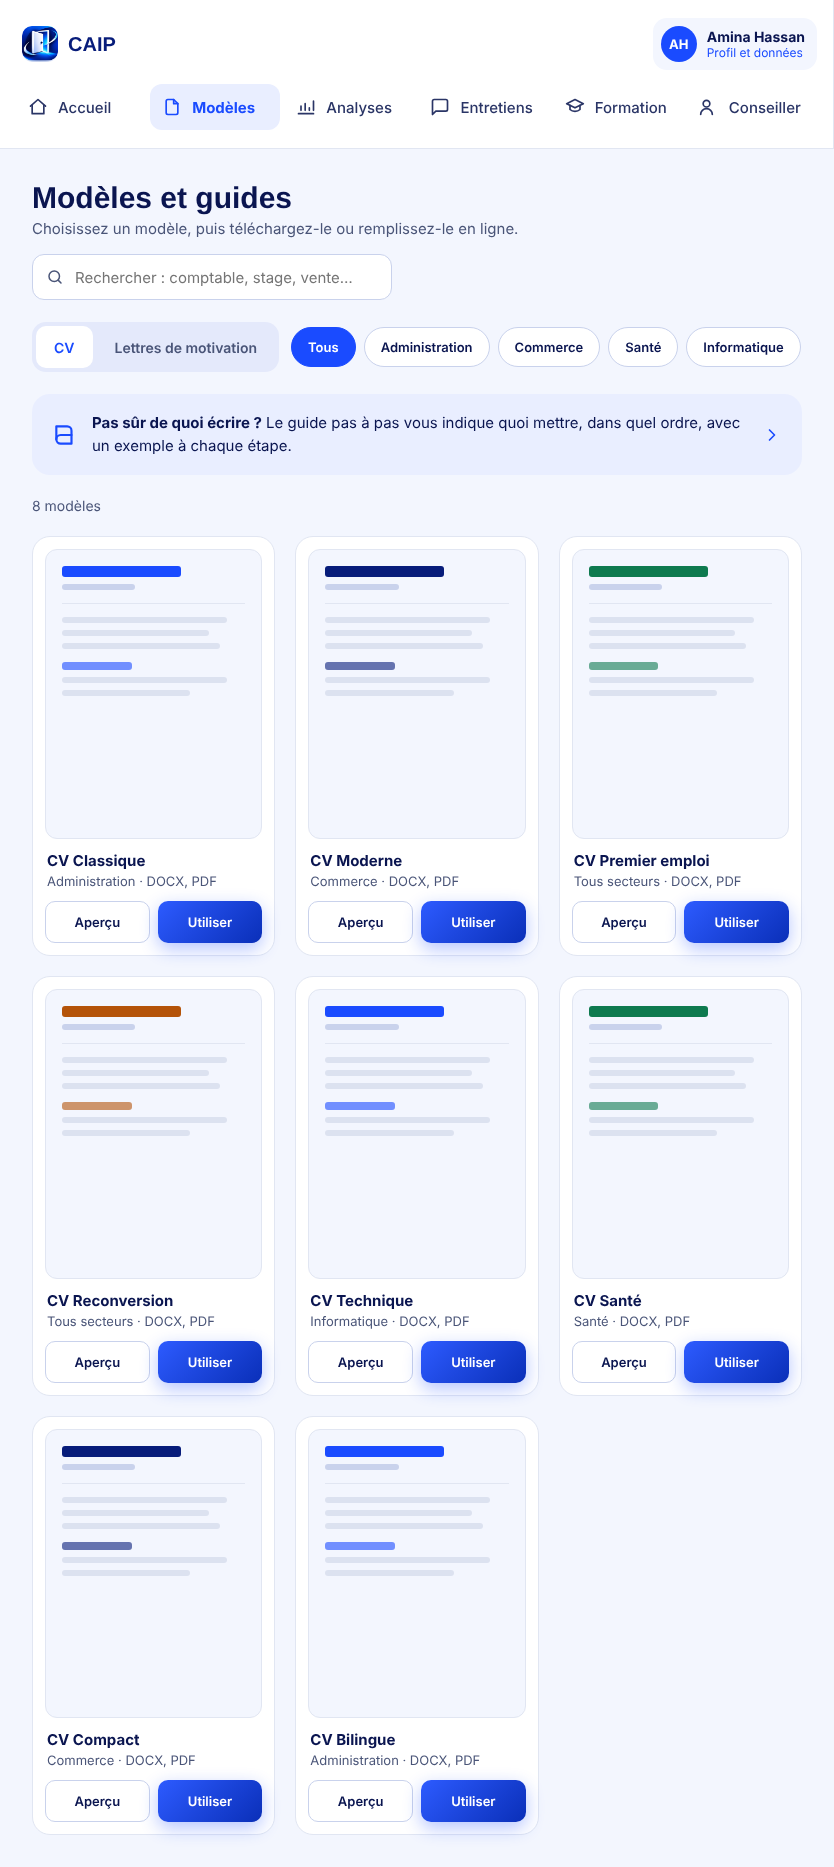 CAIP
AH
Amina Hassan
Profil et données
Accueil
Modèles
Analyses
Entretiens
Formation
Conseiller
Modèles et guides
Choisissez un modèle, puis téléchargez-le ou remplissez-le en ligne.
Rechercher : comptable, stage, vente...
CV
Lettres de motivation
Tous
Administration
Commerce
Santé
Informatique
Pas sûr de quoi écrire ? Le guide pas à pas vous indique quoi mettre, dans quel ordre, avec
un exemple à chaque étape.
8 modèles
CV Classique
Administration · DOCX, PDF
Aperçu
Utiliser
CV Moderne
Commerce · DOCX, PDF
Aperçu
Utiliser
CV Premier emploi
Tous secteurs · DOCX, PDF
Aperçu
Utiliser
CV Reconversion
Tous secteurs · DOCX, PDF
Aperçu
Utiliser
CV Technique
Informatique · DOCX, PDF
Aperçu
Utiliser
CV Santé
Santé · DOCX, PDF
Aperçu
Utiliser
CV Compact
Commerce · DOCX, PDF
Aperçu
Utiliser
CV Bilingue
Administration · DOCX, PDF
Aperçu
Utiliser